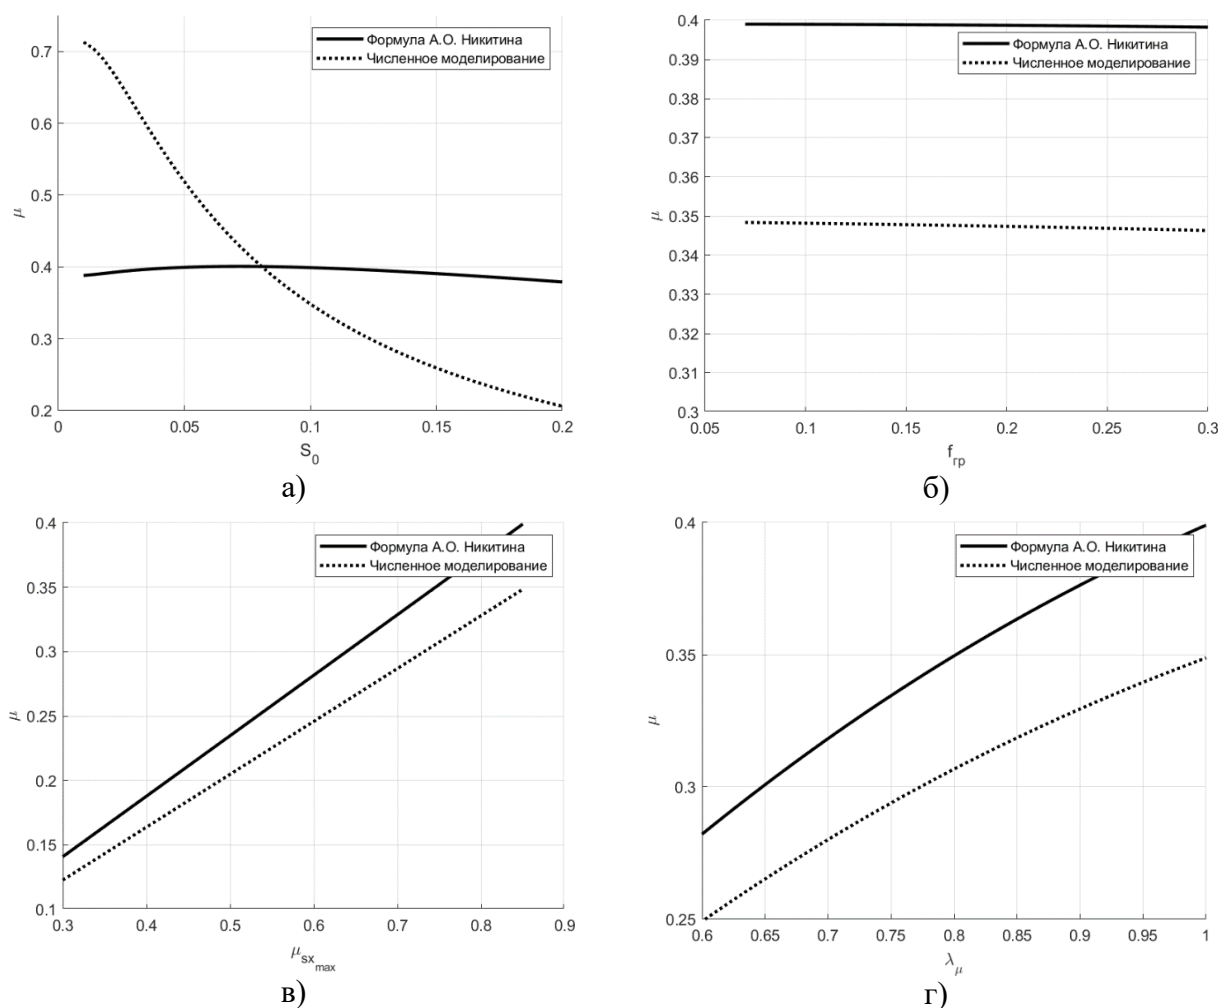 0.7
0.6
0.5
0.4
0.3
0.2
μ
0
0.05
0.1
0.15
0.2
S0
Формула А.О. Никитина
Численное моделирование
а)
0.4
0.39
0.38
0.37
0.36
0.35
0.34
0.33
0.32
0.31
0.3
μ
0.05
0.1
0.15
0.2
0.25
0.3
fгр
Формула А.О. Никитина
Численное моделирование
б)
0.4
0.35
0.3
0.25
0.2
0.15
0.1
μ
0.3
0.4
0.5
0.6
0.7
0.8
0.9
μsxmax
Формула А.О. Никитина
Численное моделирование
в)
0.4
0.35
0.3
0.25
μ
0.6
0.65
0.7
0.75
0.8
0.85
0.9
0.95
1
λμ
Формула А.О. Никитина
Численное моделирование
г)